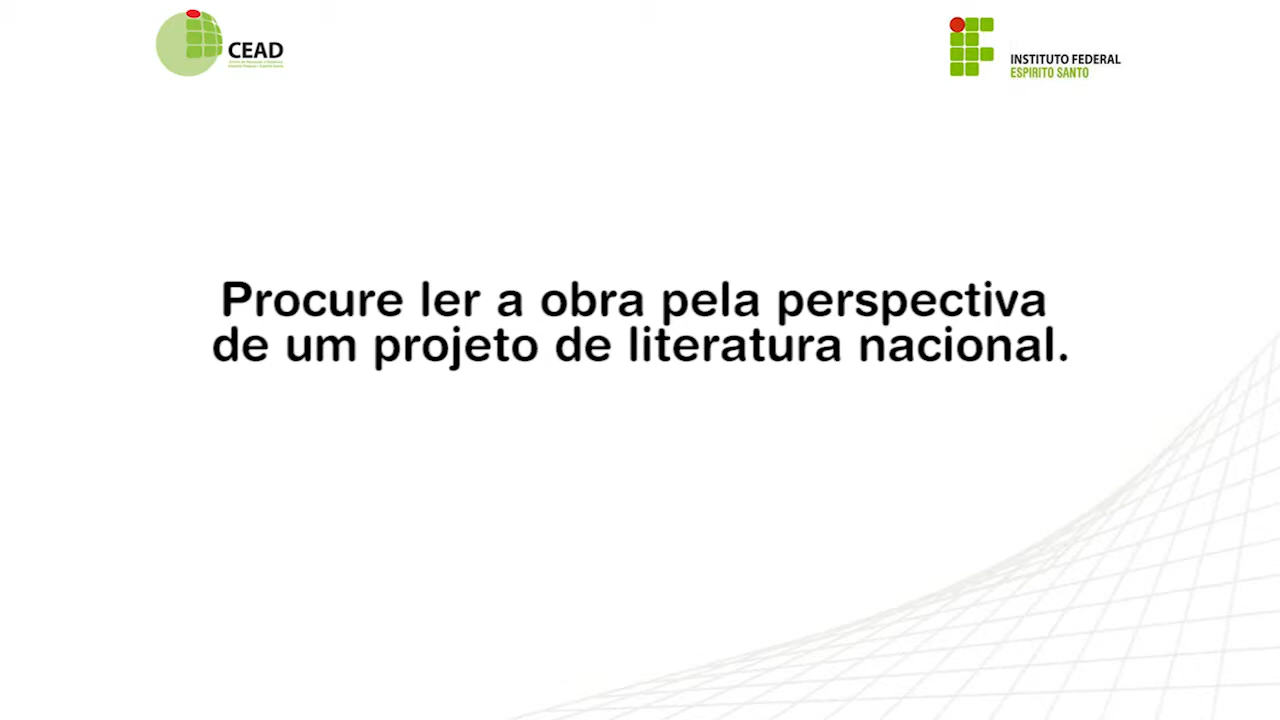 CEAD
INSTITUTO FEDERAL
ESPIRITO SANTO
Procure ler a obra pela perspectiva
de um projeto de literatura nacional.